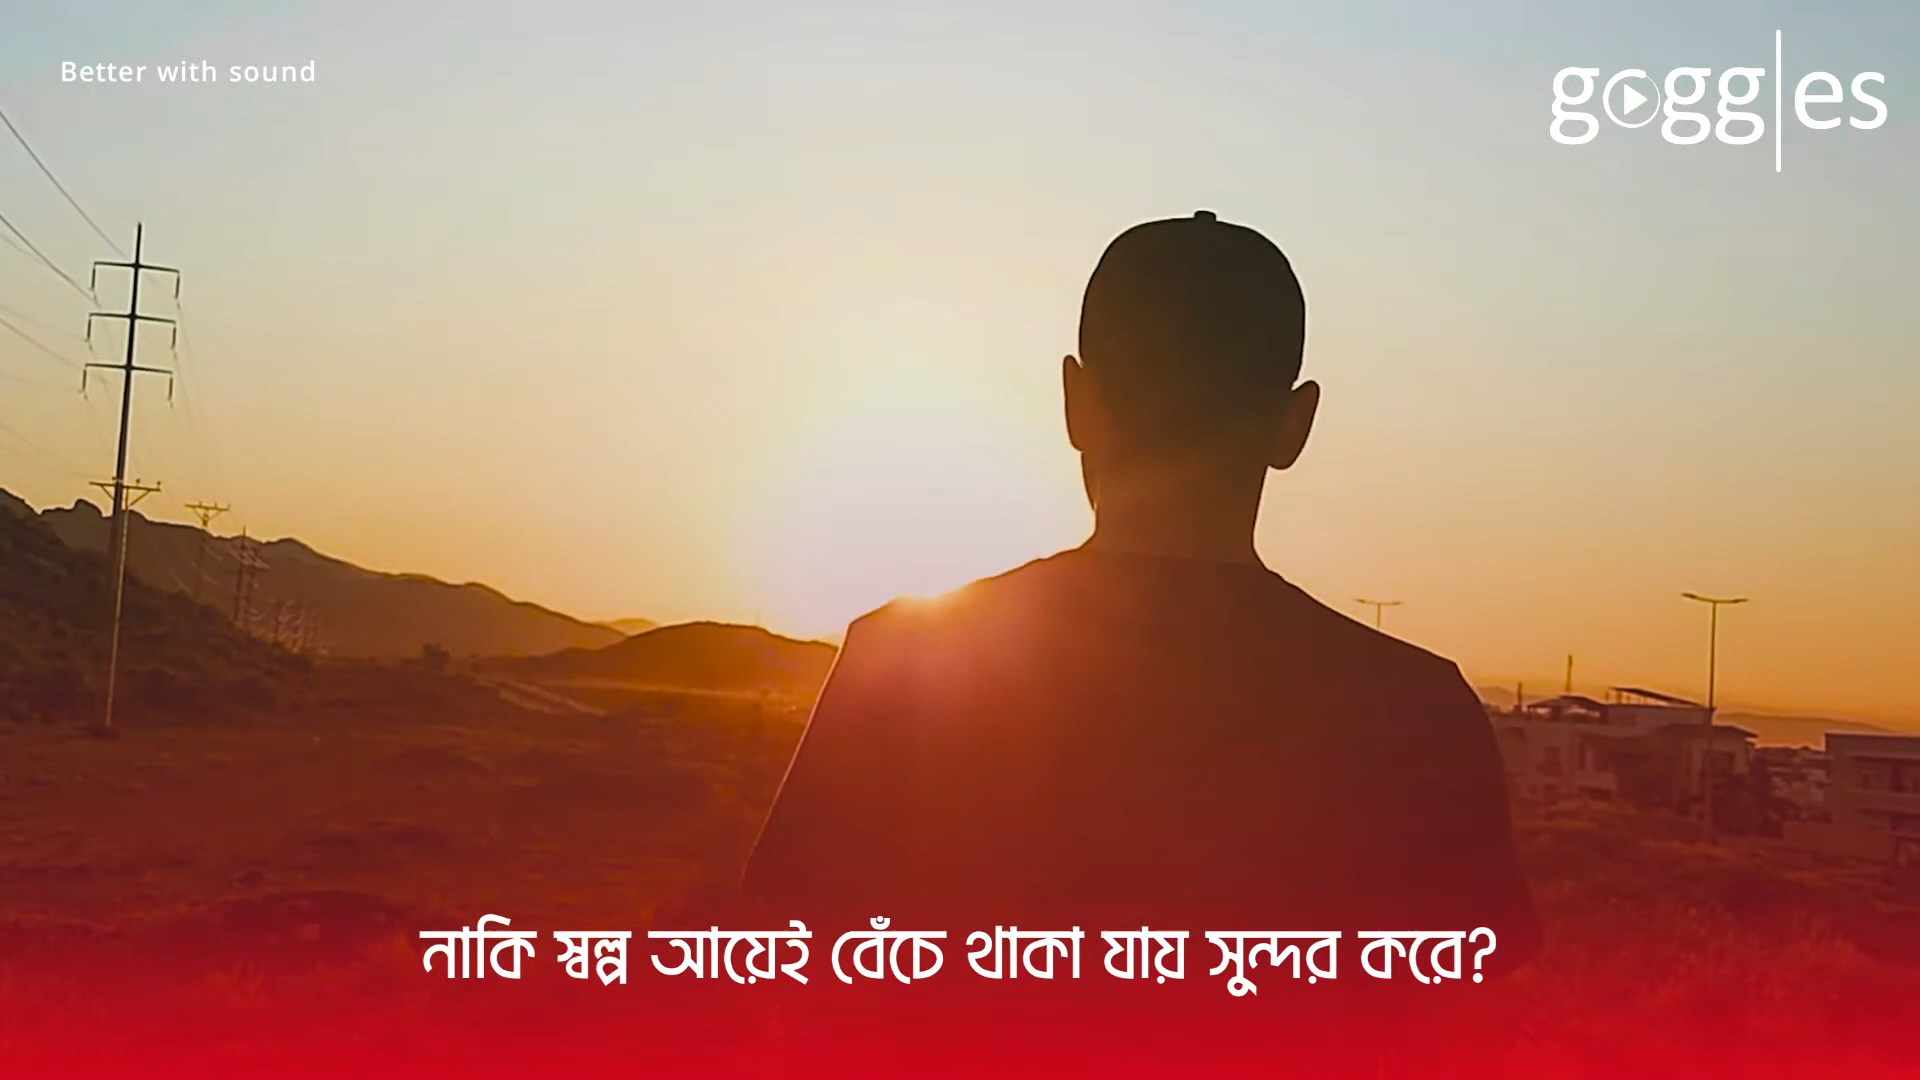 Better with sound
goggles
নাকি স্বল্প আয়েই বেঁচে থাকা যায় সুন্দর করে?